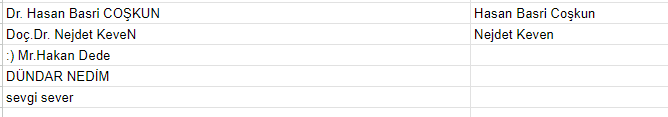 Dr. Hasan Basri COŞKUN Hasan Basri Coşkun
Doç.Dr. Nejdet KeveN Nejdet Keven
:) Mr.Hakan Dede
DÜNDAR NEDİM
sevgi sever